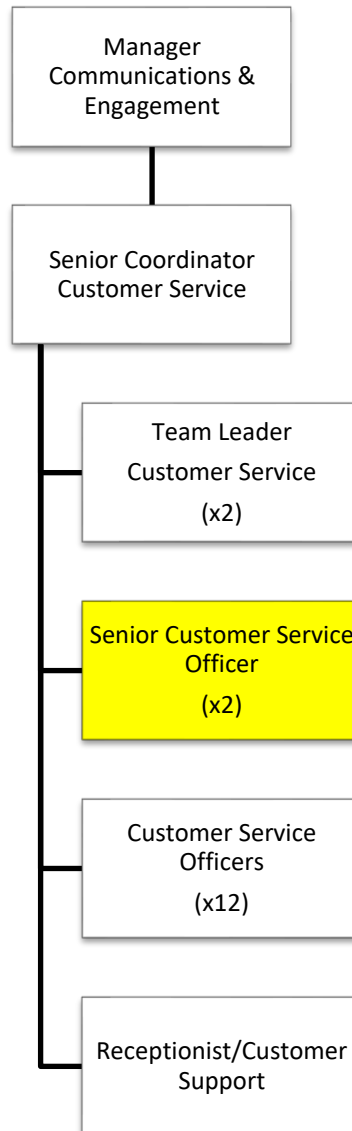 Manager
Communications &
Engagement
Senior Coordinator
Customer Service
Team Leader
Customer Service
(x2)
Senior Customer Service
Officer
(x2)
Customer Service
Officers
(x12)
Receptionist/Customer
Support